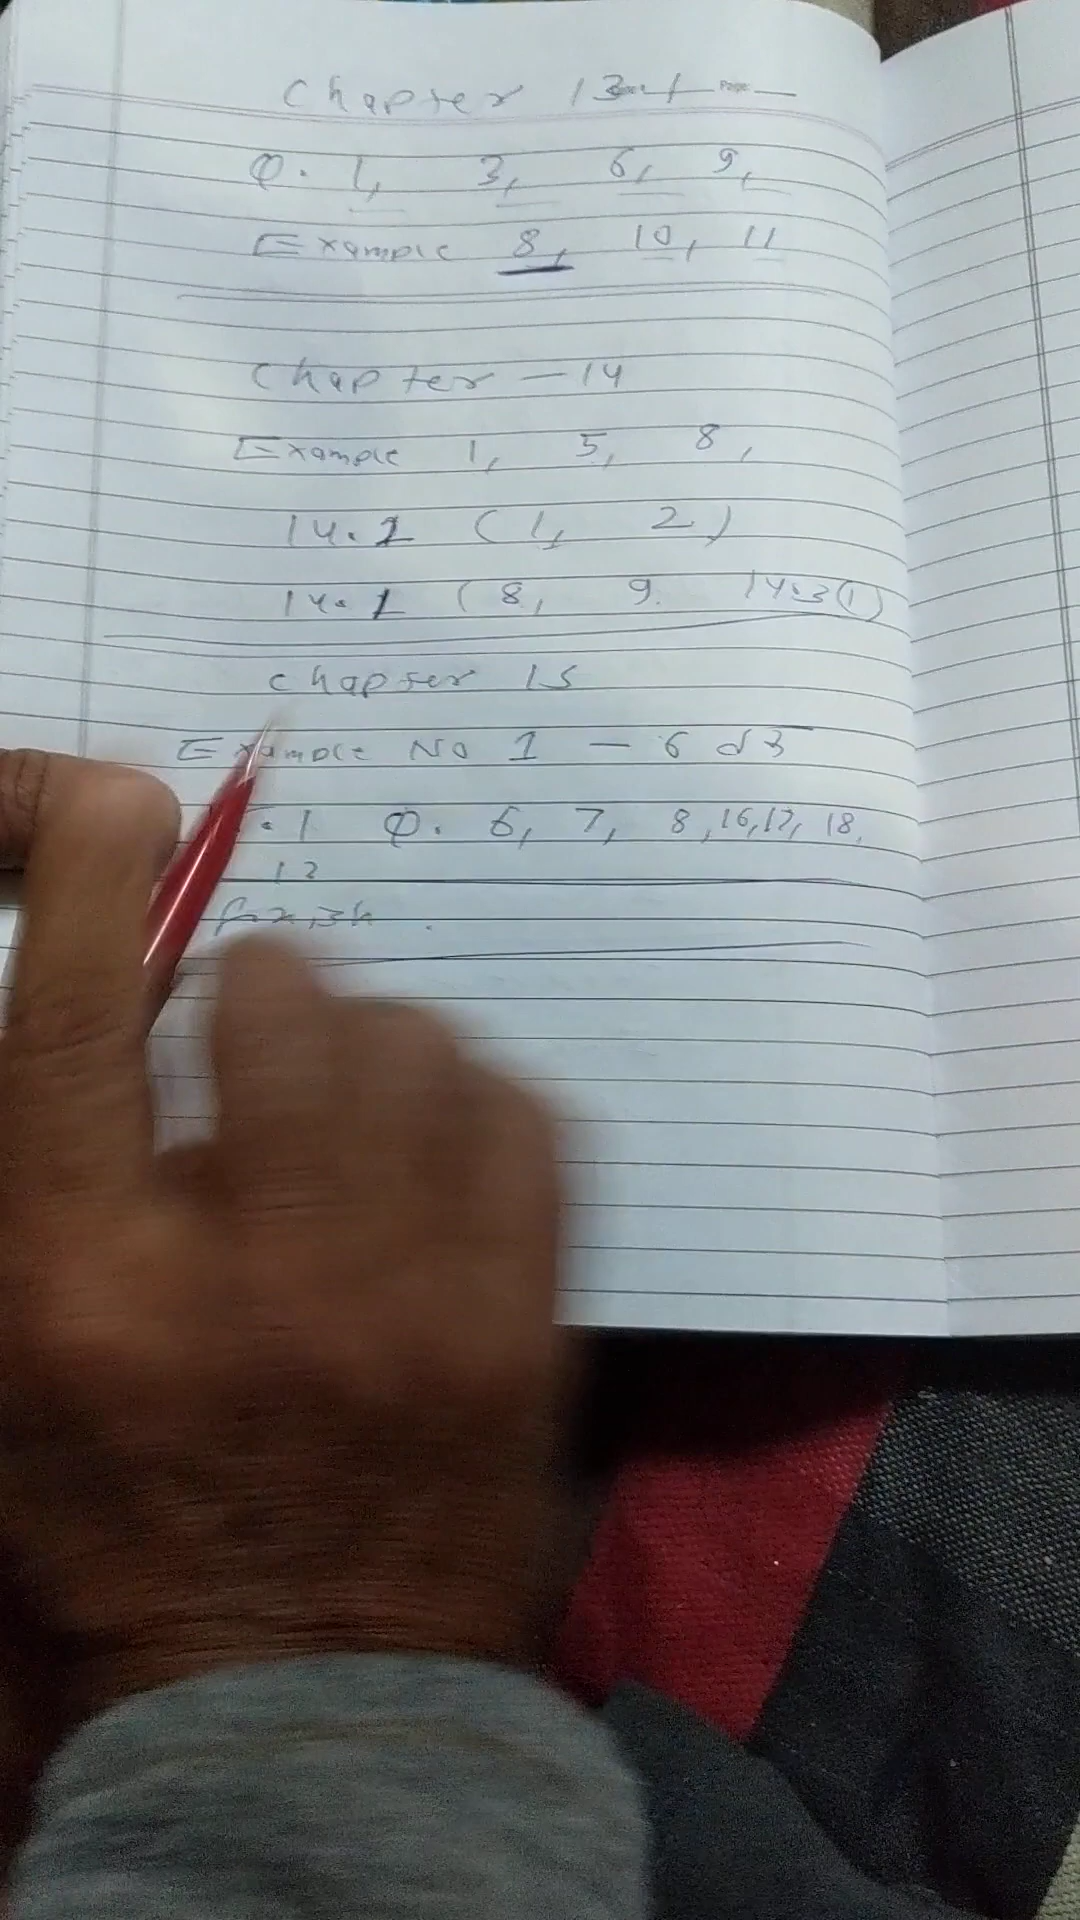 Chapter 13
Page
Q. 1, 3, 6, 9,
Example 8, 10, 11
Chapter - 14
Example 1, 5, 8,
14.2 (1, 2)
14.1 (8, 9. 14.3 (1)
Chapter 15
Example No 1 - 6
.1 Q. 6, 7, 8, 16, 17, 18,